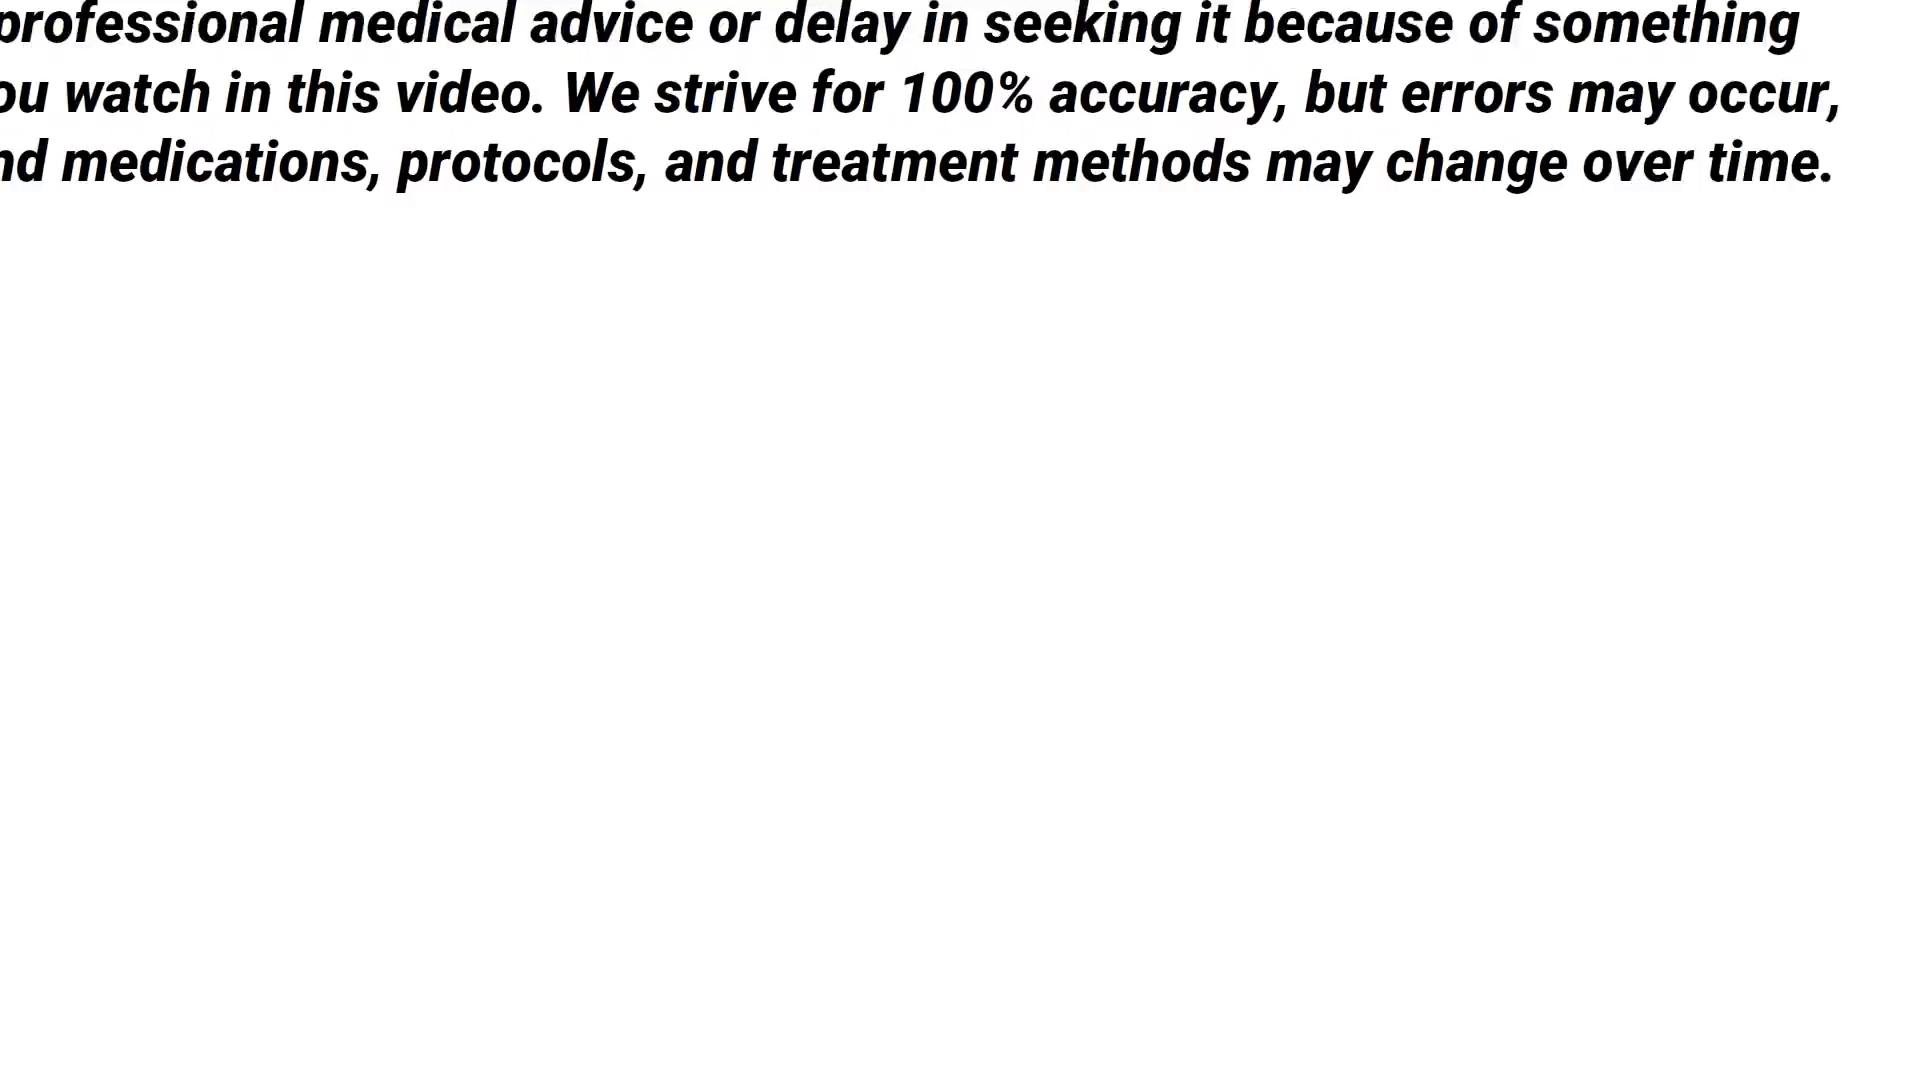 professional medical advice or delay in seeking it because of something
ou watch in this video. We strive for 100% accuracy, but errors may occur,
nd medications, protocols, and treatment methods may change over time.